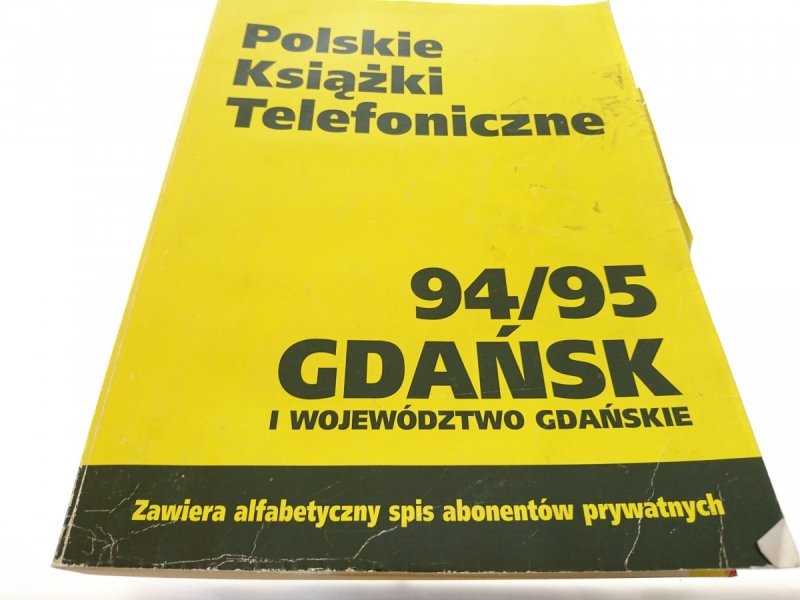 Polskie
Książki
Telefoniczne
94/95
GDAŃSK
I WOJEWÓDZTWO GDAŃSKIE
Zawiera alfabetyczny spis abonentów prywatnych